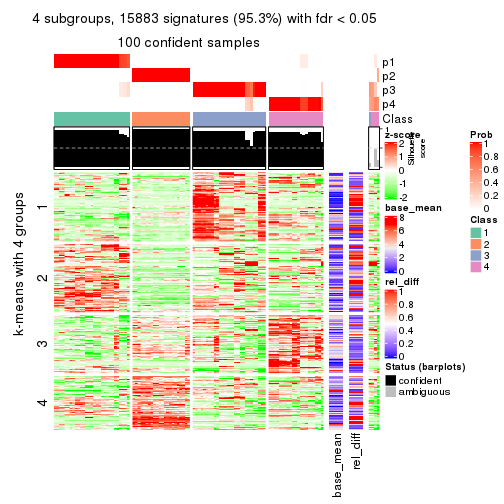 4 subgroups, 15883 signatures (95.3%) with fdr < 0.05
100 confident samples
p1
p2
p3
p4
Class
Silhouette
score
1
k-means with 4 groups
1
2
3
4
base_mean
rel_diff
z-score
2
1
0
-1
-2
base_mean
8
6
4
2
0
rel_diff
1
0.8
0.6
0.4
0.2
0
Status (barplots)
confident
ambiguous
Prob
1
0.8
0.6
0.4
0.2
0
Class
1
2
3
4